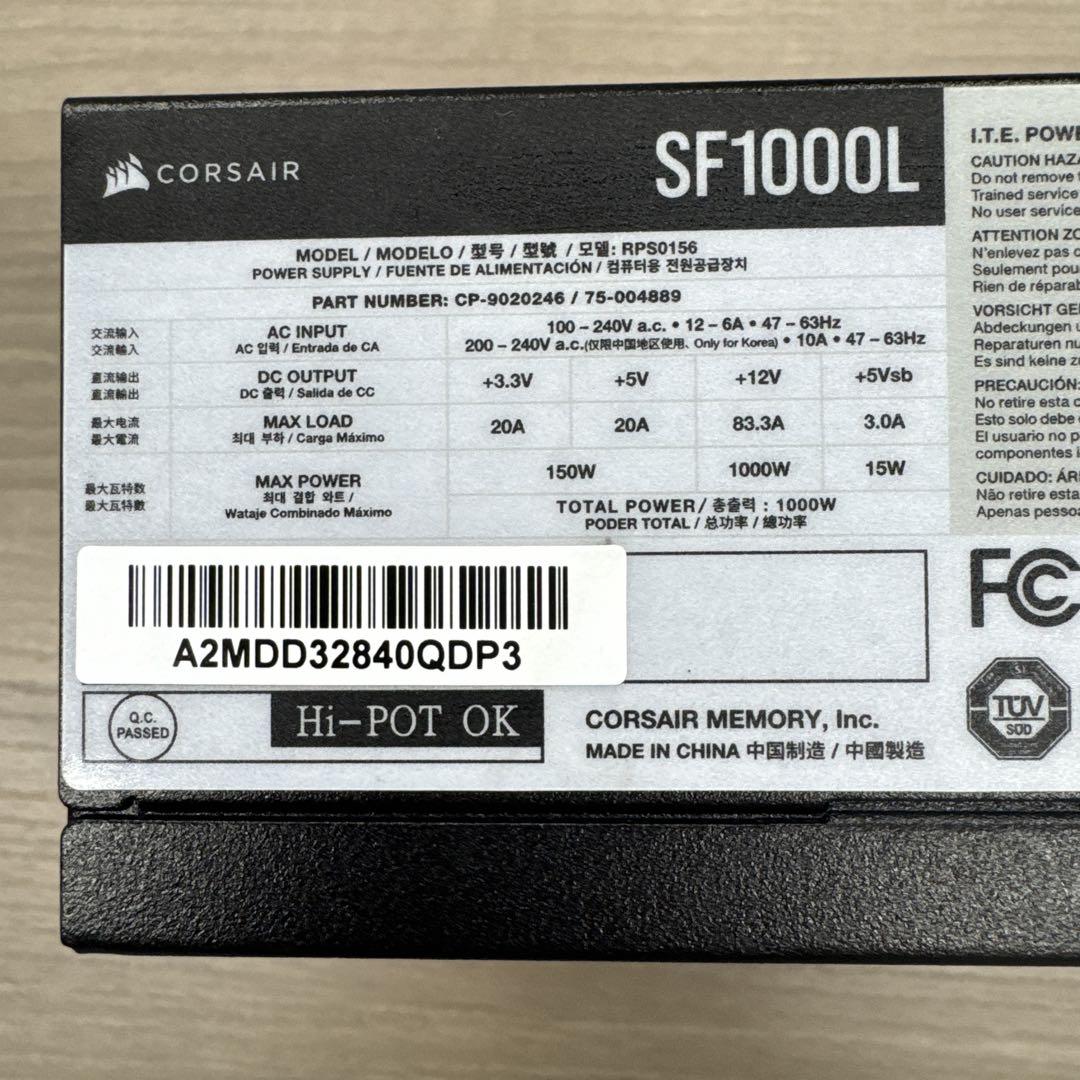 CORSAIR
SF1000L
MODEL / MODELO / 型号 / 型號 / 모델: RPS0156
POWER SUPPLY / FUENTE DE ALIMENTACIÓN / 컴퓨터용 전원공급장치
PART NUMBER: CP-9020246 / 75-004889
交流输入
交流輸入
AC INPUT
AC 입력 / Entrada de CA
100 – 240V a.c. • 12 – 6A • 47 – 63Hz
200 – 240V a.c.(仅限中国地区使用、Only for Korea) • 10A • 47 – 63Hz
直流输出
直流輸出
DC OUTPUT
DC 출력 / Salida de CC
+3.3V
+5V
+12V
+5Vsb
最大电流
最大電流
MAX LOAD
최대 부하 / Carga Máximo
20A
20A
83.3A
3.0A
最大瓦特数
最大瓦特數
MAX POWER
최대 결합 와트 /
Wataje Combinado Máximo
150W
1000W
15W
TOTAL POWER / 총출력 : 1000W
PODER TOTAL / 总功率 / 總功率
A2MDD32840QDP3
Q.C.
PASSED
Hi-POT OK
CORSAIR MEMORY, Inc.
MADE IN CHINA 中国制造 / 中國製造
I.T.E. POWE
CAUTION HAZA
Do not remove
Trained service
No user service
ATTENTION ZO
N'enlevez pas
Seulement pou
Rien de réparab
VORSICHT GE
Abdeckungen
Reparaturen nu
Es sind keine
PRECAUCIÓN:
No retire esta
Esto solo debe
El usuario no p
componentes
CUIDADO: ÁR
Não retire esta
Apenas pesso
FC
TÜV
SÜD